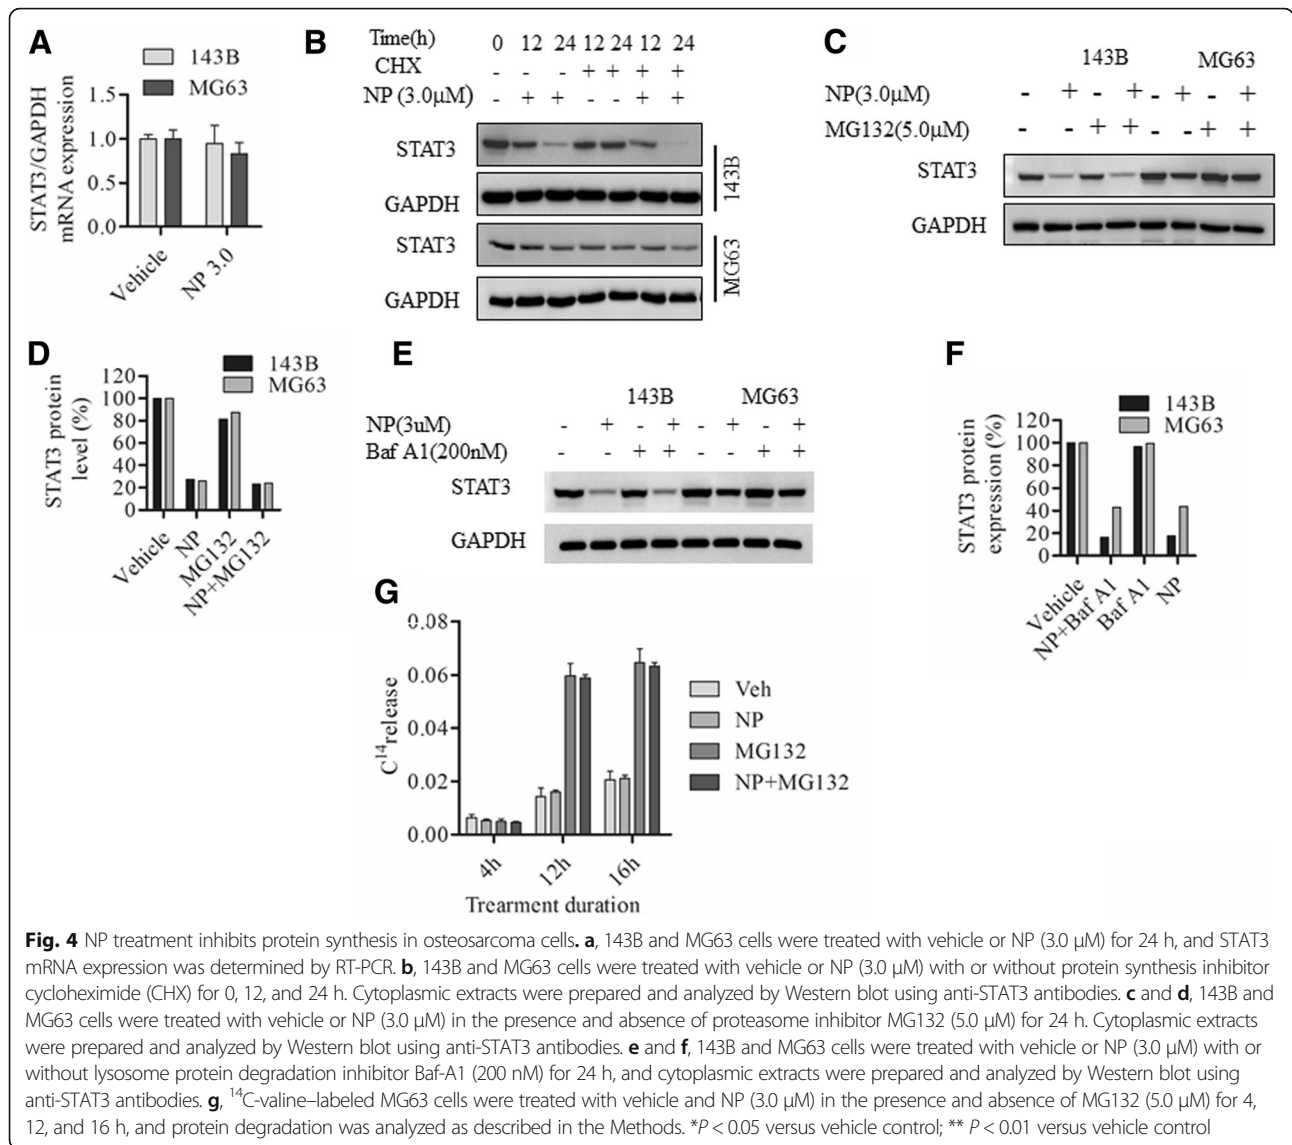 A
143B
MG63
STAT3/GAPDH
mRNA expression
1.5
1.0
0.5
0.0
Vehicle
NP 3.0
B
Time(h) 0 12 24 12 24 12 24
CHX - - - + + + +
NP (3.0μM) - + + - - + +
STAT3
GAPDH
143B
STAT3
GAPDH
MG63
C
143B MG63
NP(3.0μM) - + - + - + - +
MG132(5.0μM) - - + + - - + +
STAT3
GAPDH
D
143B
MG63
STAT3 protein
level (%)
120
100
80
60
40
20
0
Vehicle
NP
MG132
NP+MG132
E
143B MG63
NP(3uM) - + - + - + - +
Baf A1(200nM) - - + + - - + +
STAT3
GAPDH
F
143B
MG63
STAT3 protein
expression (%)
120
100
80
60
40
20
0
Vehicle
NP+Baf A1
Baf A1
NP
G
C14release
0.08
0.06
0.04
0.02
0.00
4h
12h
16h
Trearment duration
Veh
NP
MG132
NP+MG132
Fig. 4 NP treatment inhibits protein synthesis in osteosarcoma cells. a, 143B and MG63 cells were treated with vehicle or NP (3.0 μM) for 24 h, and STAT3
mRNA expression was determined by RT-PCR. b, 143B and MG63 cells were treated with vehicle or NP (3.0 μM) with or without protein synthesis inhibitor
cycloheximide (CHX) for 0, 12, and 24 h. Cytoplasmic extracts were prepared and analyzed by Western blot using anti-STAT3 antibodies. c and d, 143B and
MG63 cells were treated with vehicle or NP (3.0 μM) in the presence and absence of proteasome inhibitor MG132 (5.0 μM) for 24 h. Cytoplasmic extracts
were prepared and analyzed by Western blot using anti-STAT3 antibodies. e and f, 143B and MG63 cells were treated with vehicle or NP (3.0 μM) with or
without lysosome protein degradation inhibitor Baf-A1 (200 nM) for 24 h, and cytoplasmic extracts were prepared and analyzed by Western blot using
anti-STAT3 antibodies. g, 14C-valine–labeled MG63 cells were treated with vehicle and NP (3.0 μM) in the presence and absence of MG132 (5.0 μM) for 4,
12, and 16 h, and protein degradation was analyzed as described in the Methods. *P < 0.05 versus vehicle control; ** P < 0.01 versus vehicle control